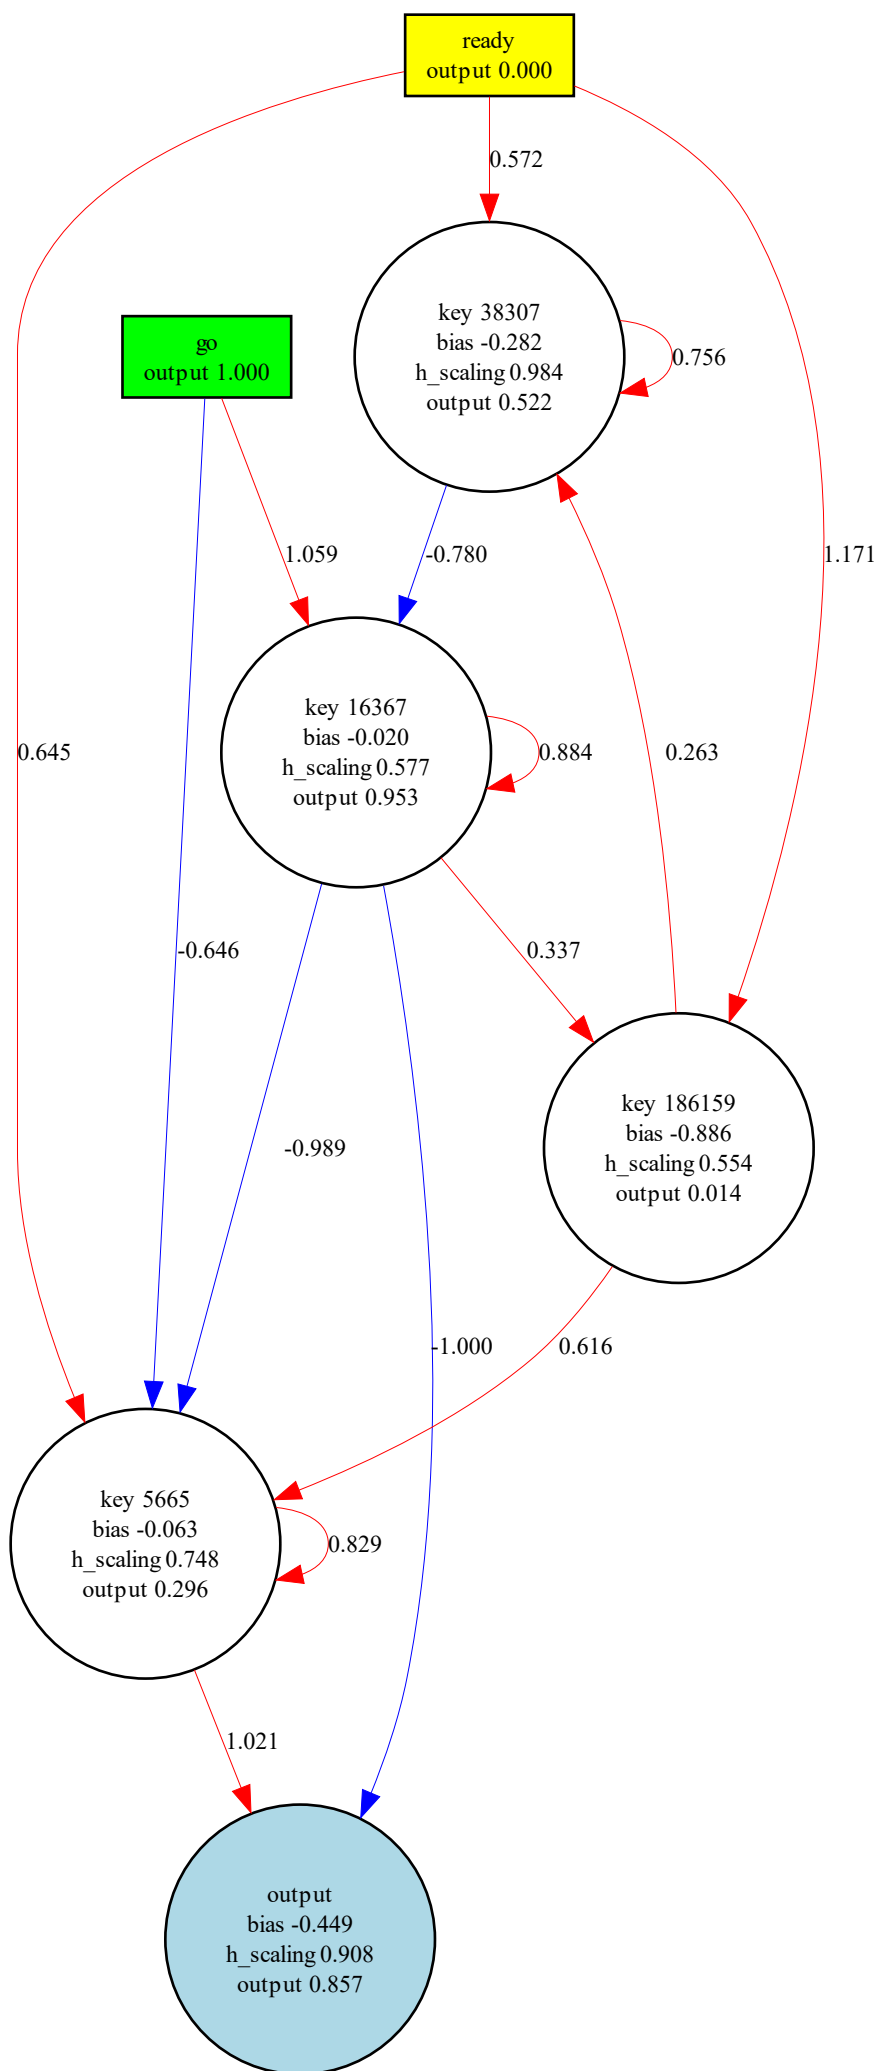 ready
output 0.000
0.572
key 38307
bias -0.282
h_scaling 0.984
output 0.522
0.756
go
output 1.000
1.059
-0.780
1.171
key 16367
bias -0.020
h_scaling 0.577
output 0.953
0.884
0.645
0.263
-0.646
0.337
key 186159
bias -0.886
h_scaling 0.554
output 0.014
-0.989
-1.000
0.616
key 5665
bias -0.063
h_scaling 0.748
output 0.296
0.829
1.021
output
bias -0.449
h_scaling 0.908
output 0.857